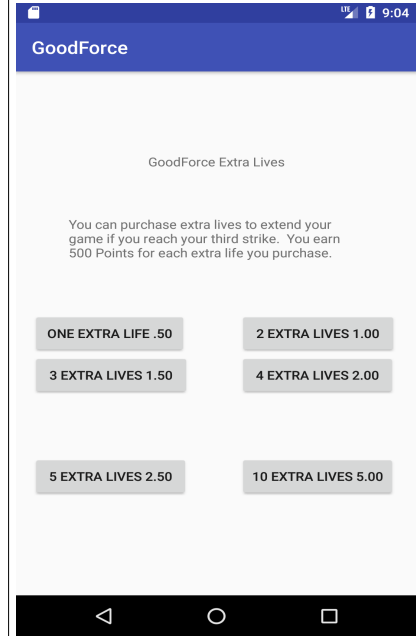 LTE 9:04
GoodForce
GoodForce Extra Lives
You can purchase extra lives to extend your
game if you reach your third strike.  You earn
500 Points for each extra life you purchase.
ONE EXTRA LIFE .50
2 EXTRA LIVES 1.00
3 EXTRA LIVES 1.50
4 EXTRA LIVES 2.00
5 EXTRA LIVES 2.50
10 EXTRA LIVES 5.00